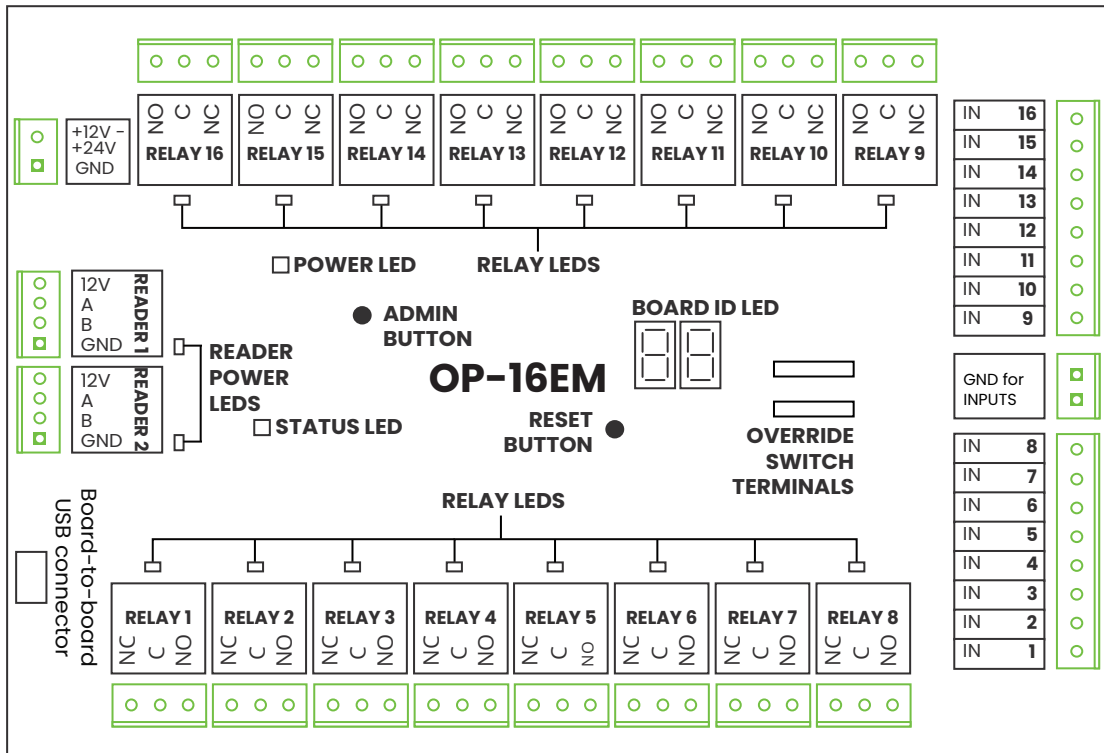 NO C NC NO C NC NO C NC NO C NC NO C NC NO C NC NO C NC NO C NC
RELAY 16 RELAY 15 RELAY 14 RELAY 13 RELAY 12 RELAY 11 RELAY 10 RELAY 9
+12V -
+24V
GND
IN 16
IN 15
IN 14
IN 13
IN 12
IN 11
IN 10
IN 9
POWER LED
RELAY LEDS
12V
A
B
GND
READER 1
12V
A
B
GND
READER 2
READER
POWER
LEDS
ADMIN
BUTTON
BOARD ID LED
88
OP-16EM
STATUS LED
RESET
BUTTON
OVERRIDE
SWITCH
TERMINALS
GND for
INPUTS
IN 8
IN 7
IN 6
IN 5
IN 4
IN 3
IN 2
IN 1
Board-to-board
USB connector
RELAY LEDS
RELAY 1 RELAY 2 RELAY 3 RELAY 4 RELAY 5 RELAY 6 RELAY 7 RELAY 8
NC C NO NC C NO NC C NO NC C NO NC C NO NC C NO NC C NO NC C NO